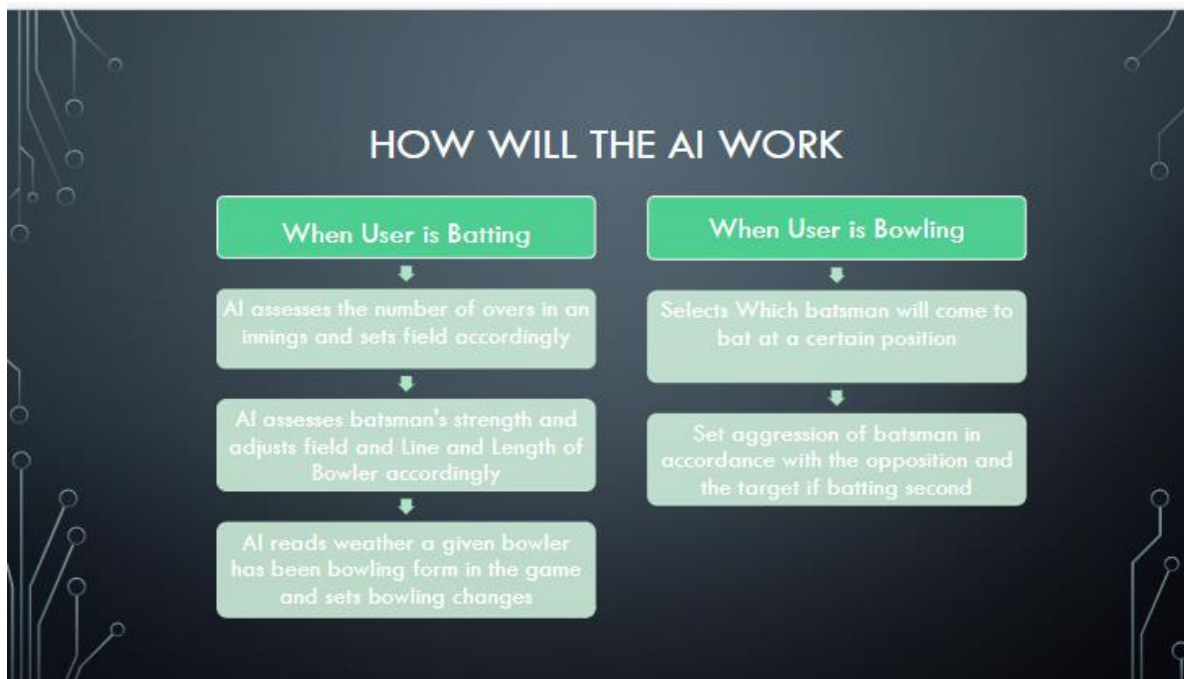 HOW WILL THE AI WORK
When User is Batting
AI assesses the number of overs in an
innings and sets field accordingly
AI assesses batsman's strength and
adjusts field and Line and Length of
Bowler accordingly
AI reads weather a given bowler
has been bowling form in the game
and sets bowling changes
When User is Bowling
Selects Which batsman will come to
bat at a certain position
Set aggression of batsman in
accordance with the opposition and
the target if batting second